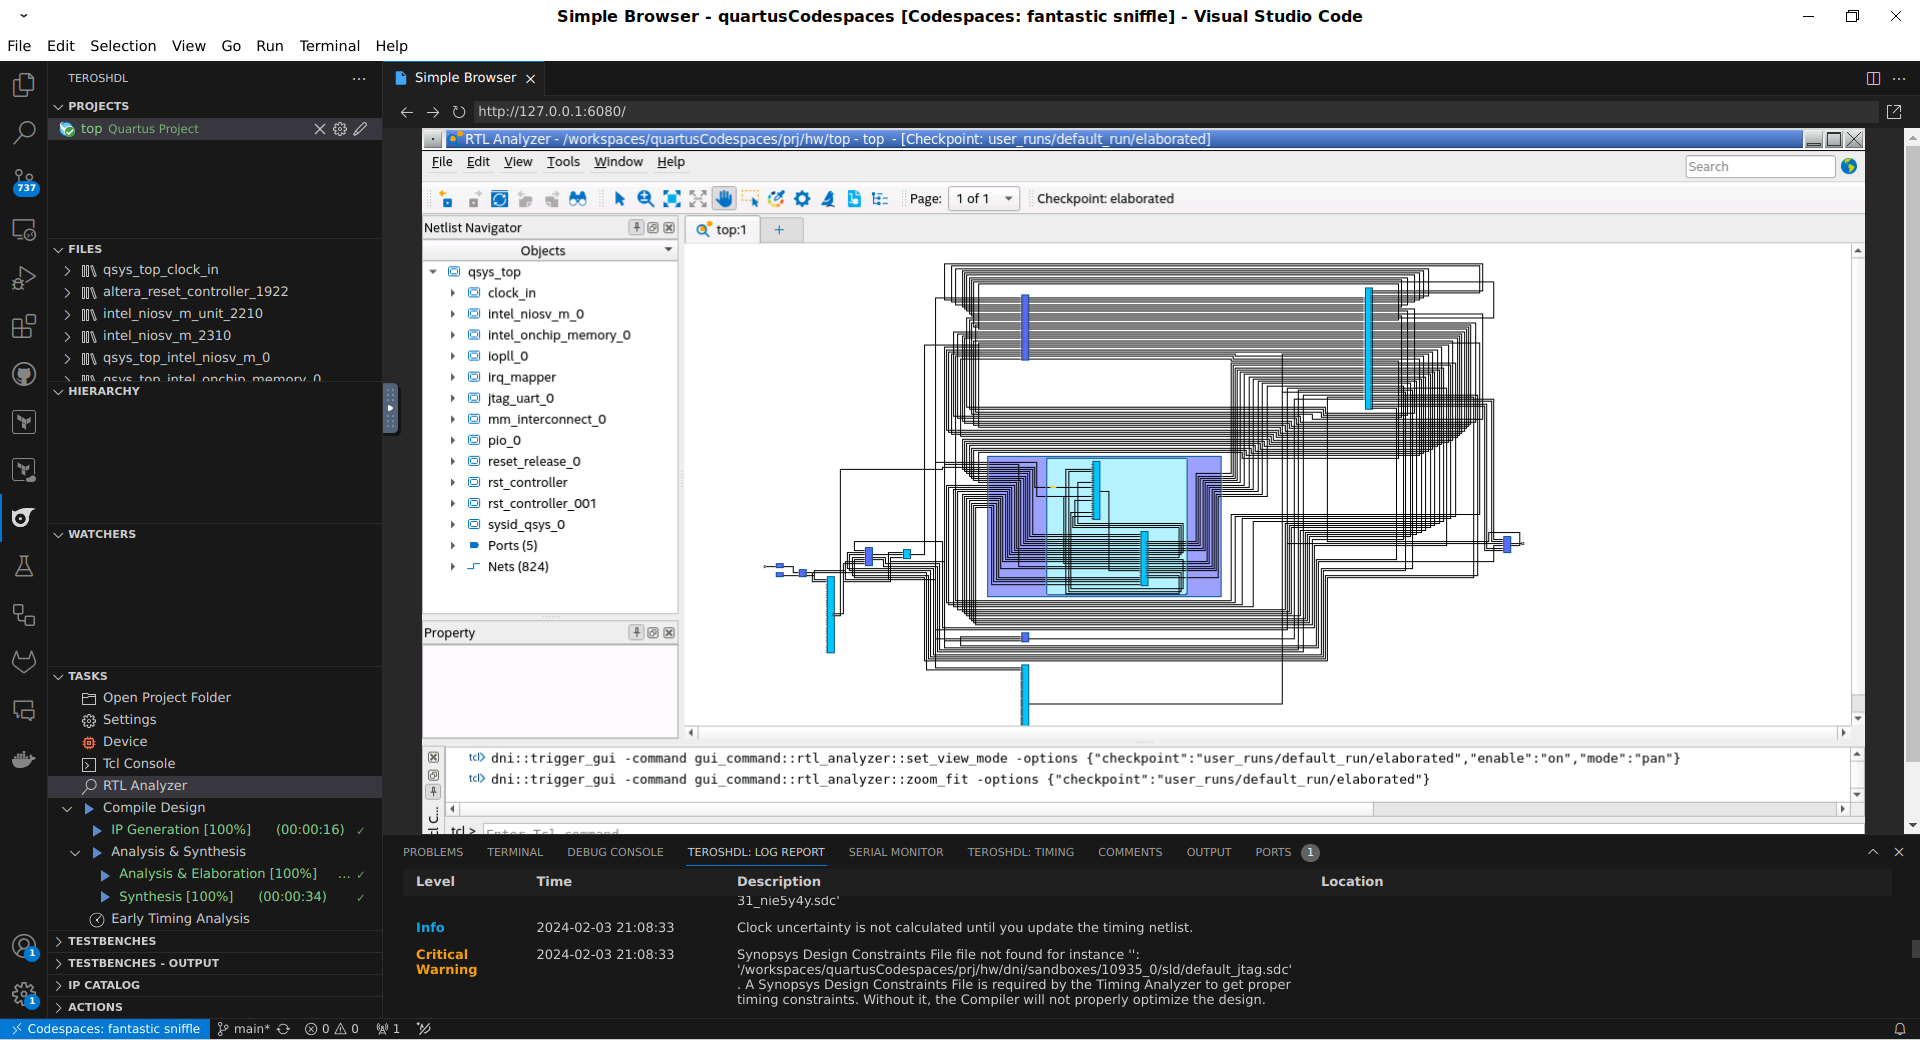 Simple Browser - quartusCodespaces [Codespaces: fantastic sniffle] - Visual Studio Code
File Edit Selection View Go Run Terminal Help
TEROSHDL
PROJECTS
top Quartus Project
737
FILES
qsys_top_clock_in
altera_reset_controller_1922
intel_niosv_m_unit_2210
intel_niosv_m_2310
qsys_top_intel_niosv_m_0
qsys_top_intel_onchip_memory_0
HIERARCHY
WATCHERS
TASKS
Open Project Folder
Settings
Device
Tcl Console
RTL Analyzer
Compile Design
IP Generation [100%] (00:00:16) ✓
Analysis & Synthesis
Analysis & Elaboration [100%] ... ✓
Synthesis [100%] (00:00:34) ✓
Early Timing Analysis
TESTBENCHES
TESTBENCHES - OUTPUT
IP CATALOG
ACTIONS
1
1
Simple Browser
http://127.0.0.1:6080/
RTL Analyzer - /workspaces/quartusCodespaces/prj/hw/top - top - [Checkpoint: user_runs/default_run/elaborated]
File Edit View Tools Window Help
Search
Page: 1 of 1 Checkpoint: elaborated
Netlist Navigator
Objects
qsys_top
clock_in
intel_niosv_m_0
intel_onchip_memory_0
iopll_0
irq_mapper
jtag_uart_0
mm_interconnect_0
pio_0
reset_release_0
rst_controller
rst_controller_001
sysid_qsys_0
Ports (5)
Nets (824)
Property
top:1 +
tcl> dni::trigger_gui -command gui_command::rtl_analyzer::set_view_mode -options {"checkpoint":"user_runs/default_run/elaborated","enable":"on","mode":"pan"}
tcl> dni::trigger_gui -command gui_command::rtl_analyzer::zoom_fit -options {"checkpoint":"user_runs/default_run/elaborated"}
tcl> Enter Tcl command
PROBLEMS TERMINAL DEBUG CONSOLE TEROSHDL: LOG REPORT SERIAL MONITOR TEROSHDL: TIMING COMMENTS OUTPUT PORTS 1
Level Time Description Location
31_nie5y4y.sdc'
Info 2024-02-03 21:08:33 Clock uncertainty is not calculated until you update the timing netlist.
Critical Warning 2024-02-03 21:08:33 Synopsys Design Constraints File file not found for instance '':
'/workspaces/quartusCodespaces/prj/hw/dni/sandboxes/10935_0/sld/default_jtag.sdc'
. A Synopsys Design Constraints File is required by the Timing Analyzer to get proper
timing constraints. Without it, the Compiler will not properly optimize the design.
Codespaces: fantastic sniffle main* 0 0 1